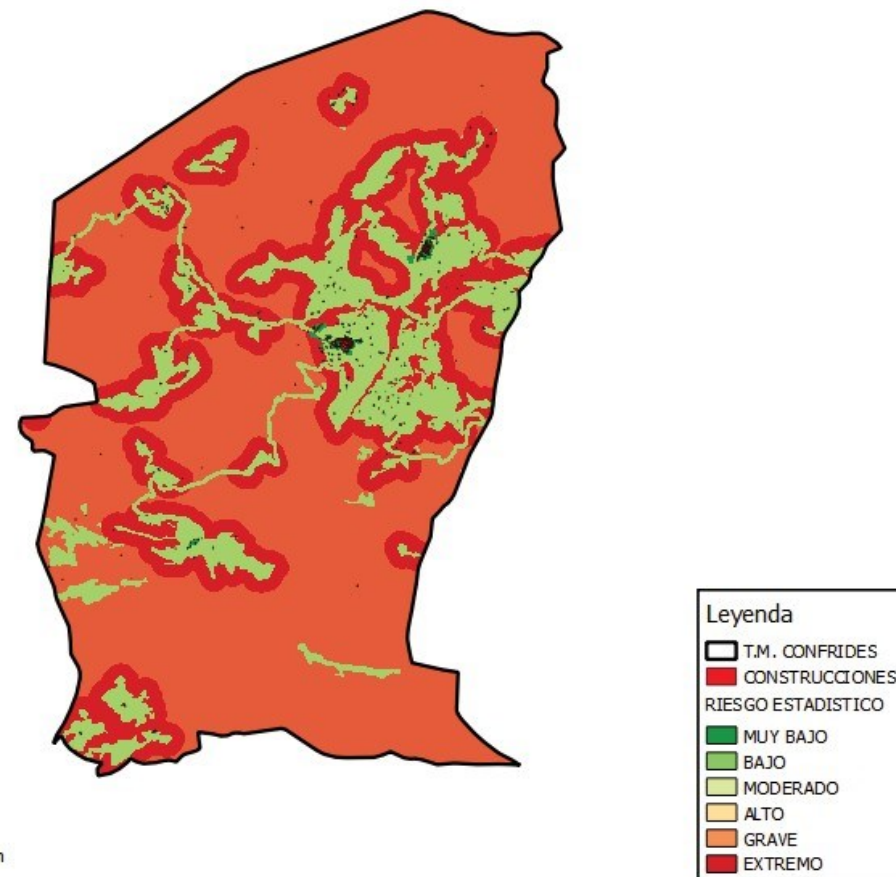 Leyenda
T.M. CONFRIDES
CONSTRUCCIONES
RIESGO ESTADISTICO
MUY BAJO
BAJO
MODERADO
ALTO
GRAVE
EXTREMO